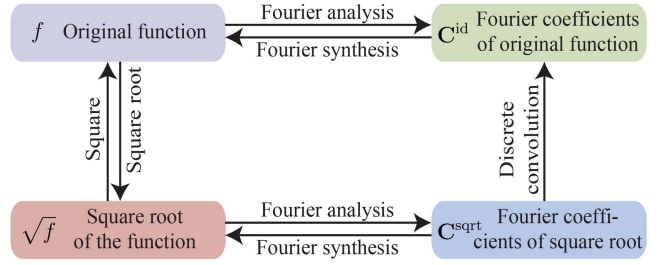 f Original function
Fourier analysis
Fourier synthesis
C^id Fourier coefficients
of original function
Square
Square root
Discrete
convolution
√f Square root
of the function
Fourier analysis
Fourier synthesis
C^sqrt Fourier coeffi-
cients of square root